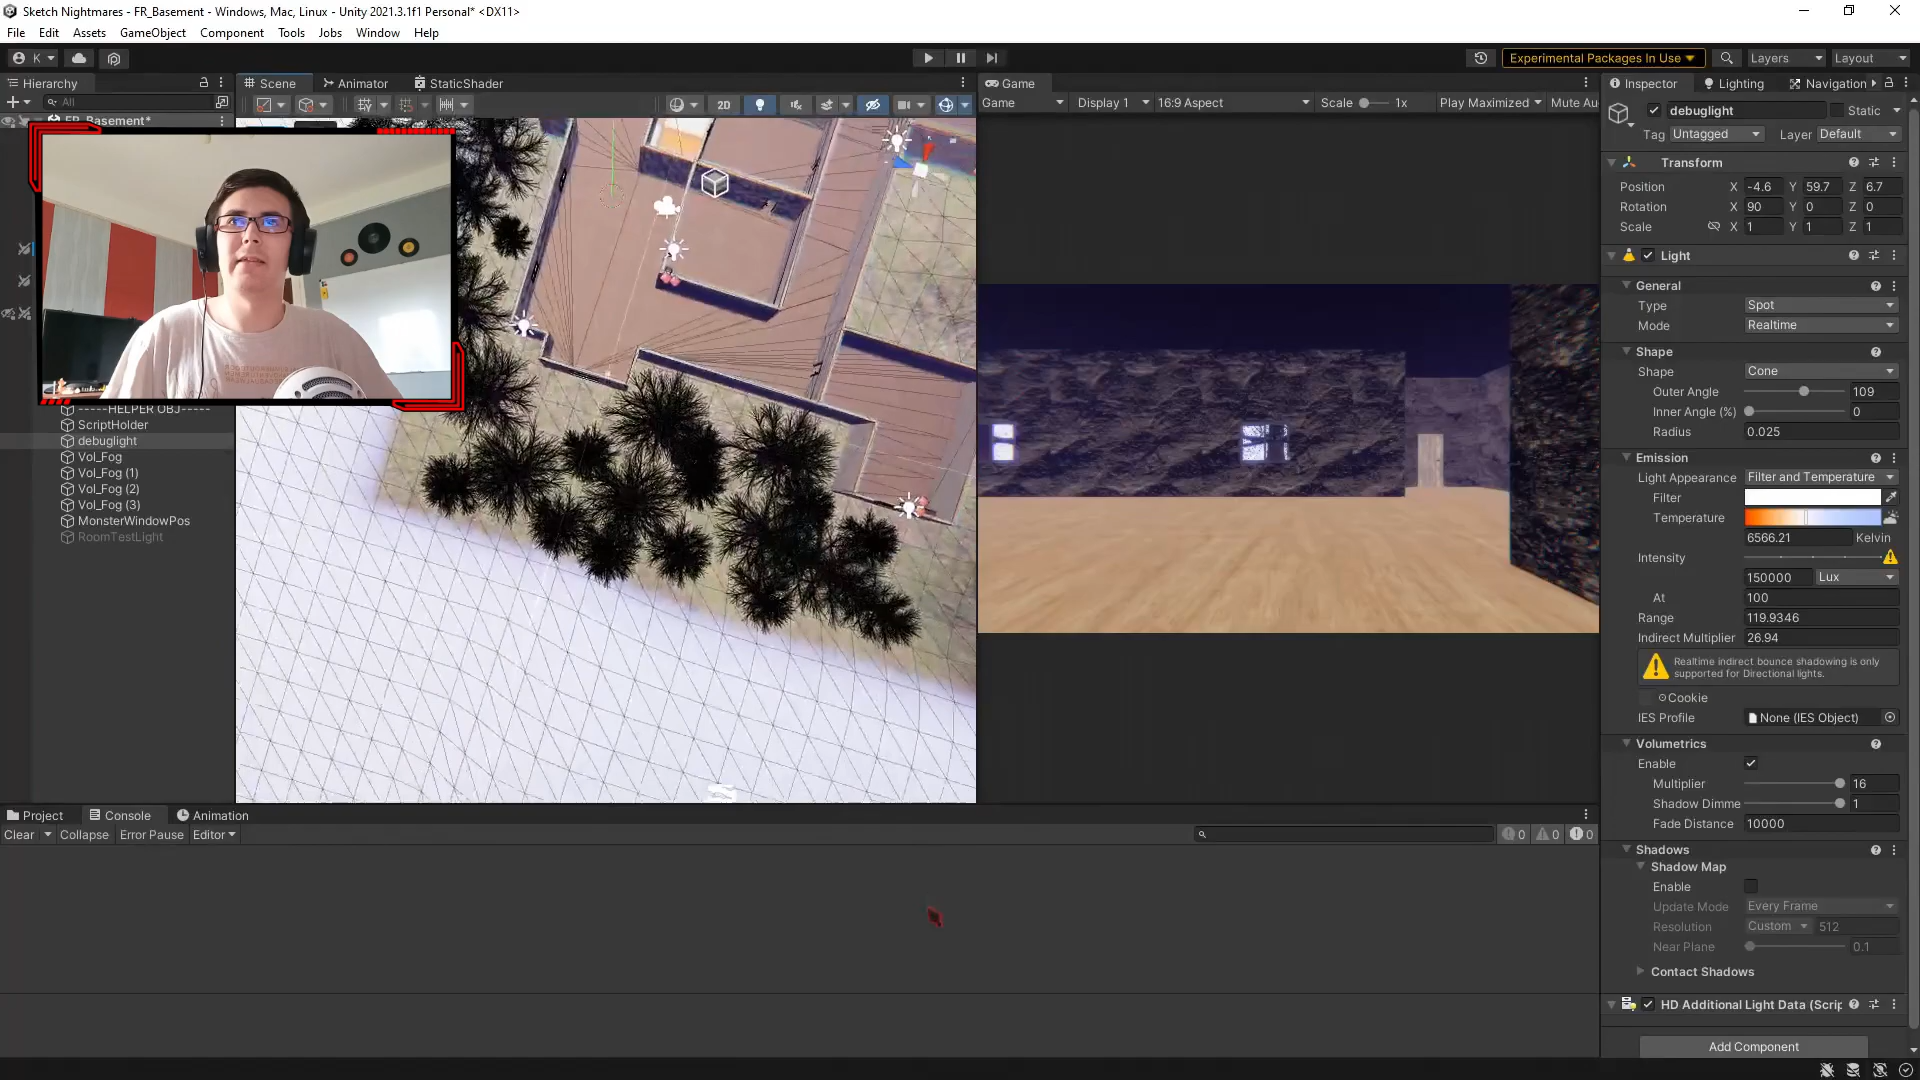 Sketch Nightmares - FR_Basement - Windows, Mac, Linux - Unity 2021.3.1f1 Personal* <DX11>
File Edit Assets GameObject Component Tools Jobs Window Help
K Experimental Packages In Use Layers Layout
Hierarchy Scene Animator StaticShader Game Inspector Lighting Navigation
All 2D Game Display 1 16:9 Aspect Scale 1x Play Maximized Mute Au
FR_Basement*
-----HELPER OBJ-----
ScriptHolder
debuglight
Vol_Fog
Vol_Fog (1)
Vol_Fog (2)
Vol_Fog (3)
MonsterWindowPos
RoomTestLight
debuglight Static
Tag Untagged Layer Default
Transform
Position X -4.6 Y 59.7 Z 6.7
Rotation X 90 Y 0 Z 0
Scale X 1 Y 1 Z 1
Light
General
Type Spot
Mode Realtime
Shape
Shape Cone
Outer Angle 109
Inner Angle (%) 0
Radius 0.025
Emission
Light Appearance Filter and Temperature
Filter
Temperature
6566.21 Kelvin
Intensity
150000 Lux
At 100
Range 119.9346
Indirect Multiplier 26.94
Realtime indirect bounce shadowing is only
supported for Directional lights.
Cookie
IES Profile None (IES Object)
Volumetrics
Enable
Multiplier 16
Shadow Dimme 1
Fade Distance 10000
Shadows
Shadow Map
Enable
Update Mode Every Frame
Resolution Custom 512
Near Plane 0.1
Contact Shadows
HD Additional Light Data (Scrip
Add Component
Project Console Animation
Clear Collapse Error Pause Editor 0 0 0